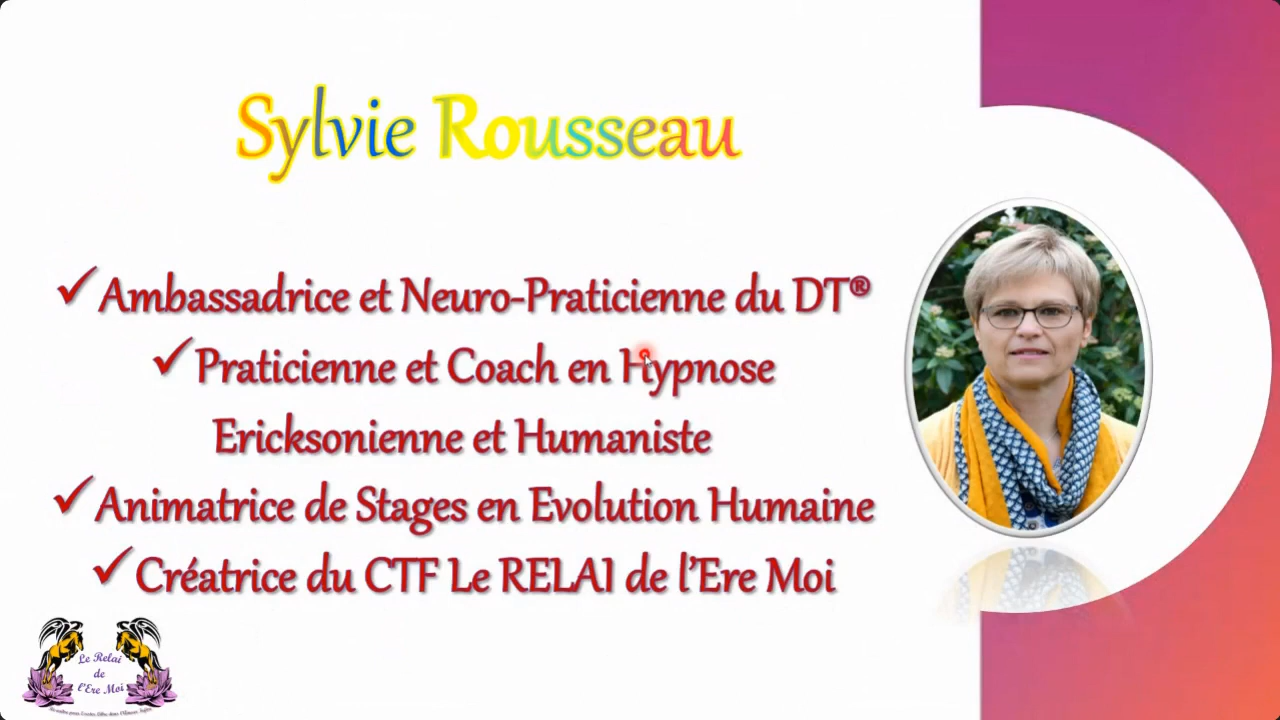 Sylvie Rousseau
✓Ambassadrice et Neuro-Praticienne du DT®
✓Praticienne et Coach en Hypnose
Ericksonienne et Humaniste
✓Animatrice de Stages en Evolution Humaine
✓Créatrice du CTF Le RELAI de l’Ere Moi
Le Relai
de
l'Ere Moi